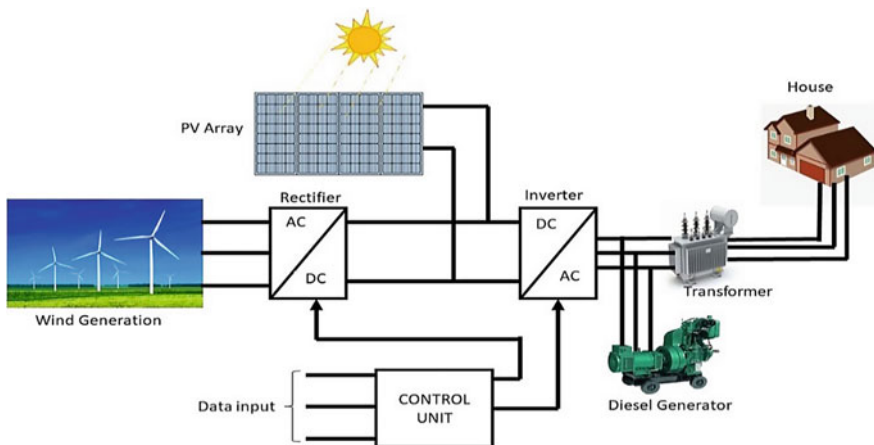 House
PV Array
Rectifier
Inverter
AC
DC
DC
AC
Transformer
Wind Generation
Data input
CONTROL
UNIT
Diesel Generator